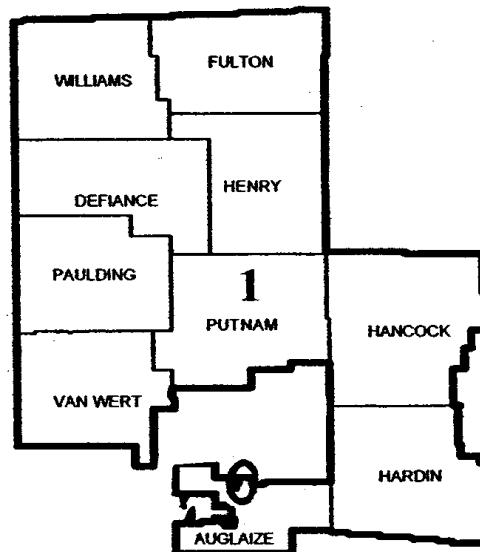 FULTON
WILLIAMS
HENRY
DEFIANCE
PAULDING
1
PUTNAM
HANCOCK
VAN WERT
HARDIN
AUGLAIZE